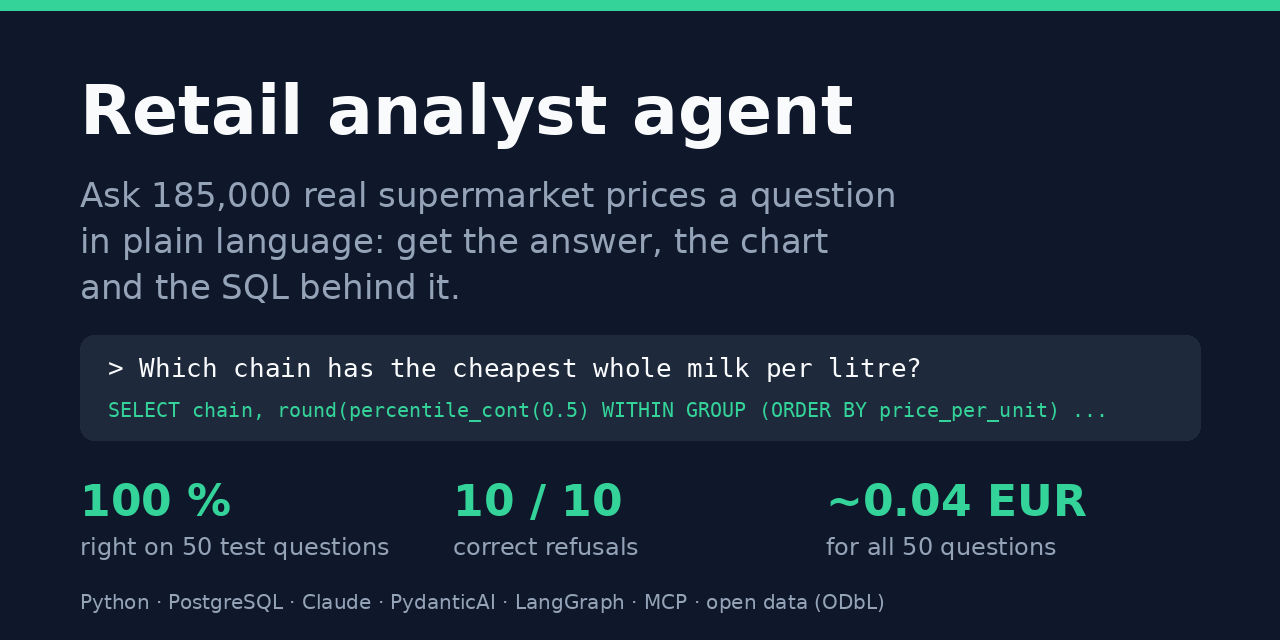 Retail analyst agent
Ask 185,000 real supermarket prices a question
in plain language: get the answer, the chart
and the SQL behind it.
> Which chain has the cheapest whole milk per litre?
SELECT chain, round(percentile_cont(0.5) WITHIN GROUP (ORDER BY price_per_unit) ...
100 % 10 / 10 ~0.04 EUR
right on 50 test questions correct refusals for all 50 questions
Python · PostgreSQL · Claude · PydanticAI · LangGraph · MCP · open data (ODbL)